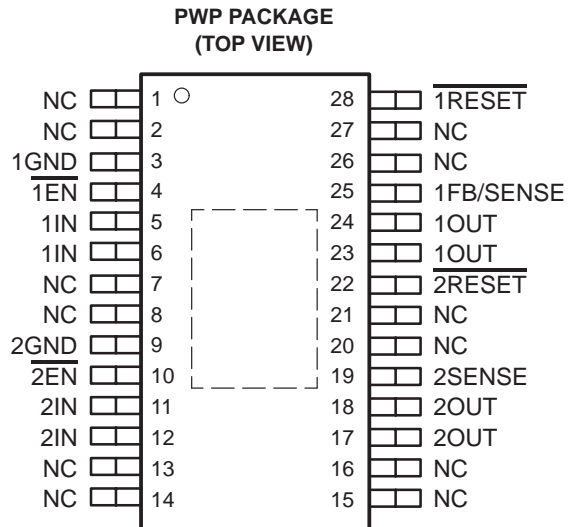 PWP PACKAGE
(TOP VIEW)
NC 1 28 1RESET
NC 2 27 NC
1GND 3 26 NC
1EN 4 25 1FB/SENSE
1IN 5 24 1OUT
1IN 6 23 1OUT
NC 7 22 2RESET
NC 8 21 NC
2GND 9 20 NC
2EN 10 19 2SENSE
2IN 11 18 2OUT
2IN 12 17 2OUT
NC 13 16 NC
NC 14 15 NC